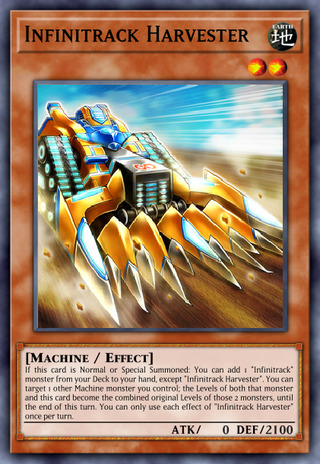 INFINITRACK HARVESTER
EARTH
地
[MACHINE / EFFECT]
If this card is Normal or Special Summoned: You can add 1 "Infinitrack"
monster from your Deck to your hand, except "Infinitrack Harvester". You can
target 1 other Machine monster you control; the Levels of both that monster
and this card become the combined original Levels of those 2 monsters, until
the end of this turn. You can only use each effect of "Infinitrack Harvester"
once per turn.
ATK/ 0 DEF/2100